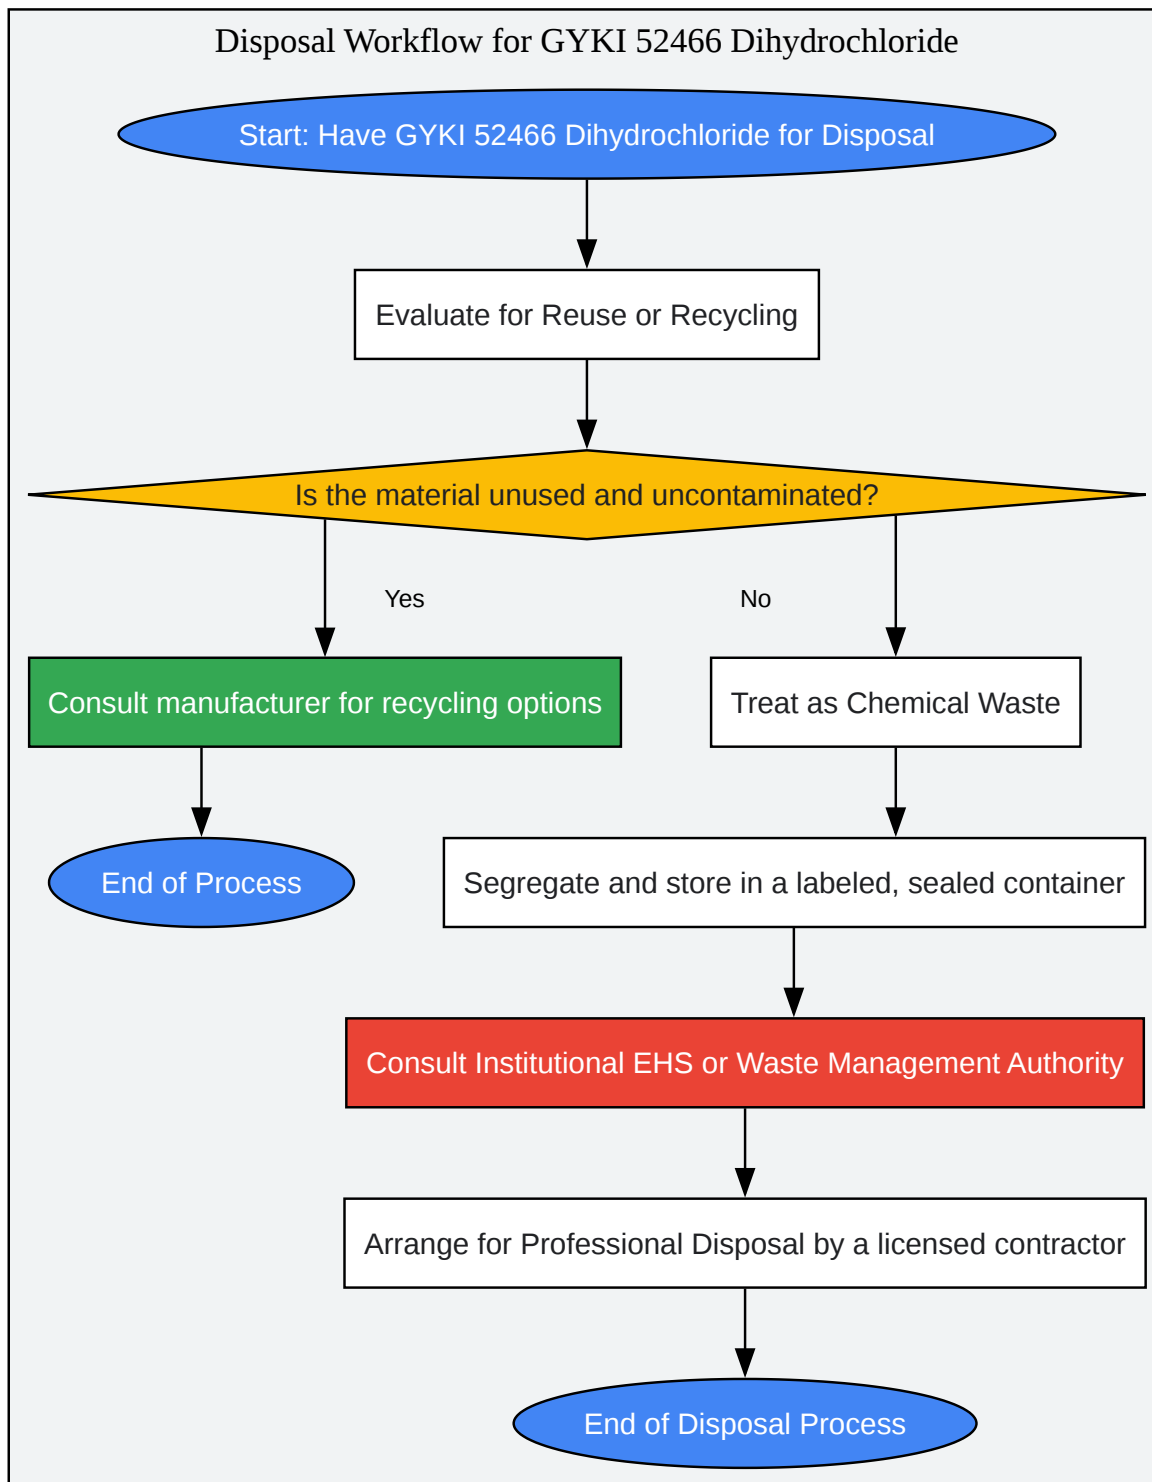 Disposal Workflow for GYKI 52466 Dihydrochloride
Start: Have GYKI 52466 Dihydrochloride for Disposal
Evaluate for Reuse or Recycling
Is the material unused and uncontaminated?
Yes
No
Consult manufacturer for recycling options
Treat as Chemical Waste
End of Process
Segregate and store in a labeled, sealed container
Consult Institutional EHS or Waste Management Authority
Arrange for Professional Disposal by a licensed contractor
End of Disposal Process